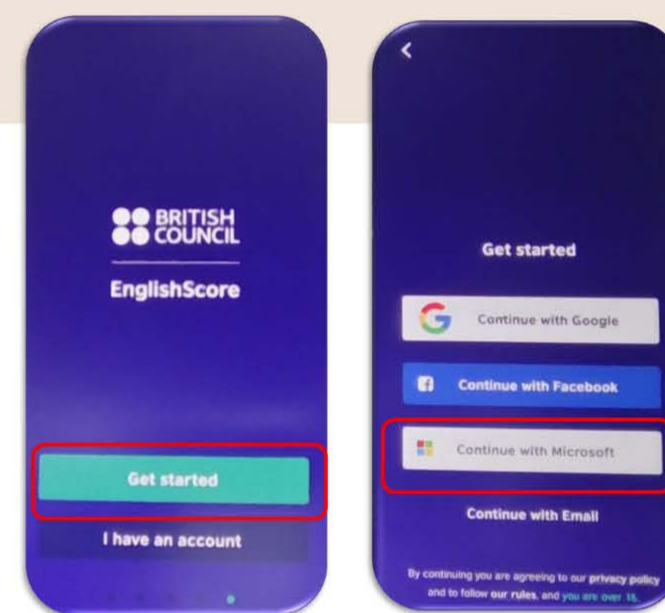 BRITISH
COUNCIL
EnglishScore
Get started
I have an account
Get started
Continue with Google
Continue with Facebook
Continue with Microsoft
Continue with Email
By continuing you are agreeing to our privacy policy
and to follow our rules, and you are over 18.